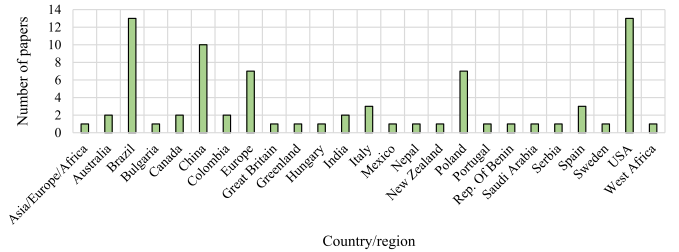 Number of papers
14
12
10
8
6
4
2
0
Asia/Europe/Africa
Australia
Brazil
Bulgaria
Canada
China
Colombia
Europe
Great Britain
Greenland
Hungary
India
Italy
Mexico
Nepal
New Zealand
Poland
Portugal
Rep. Of Benin
Saudi Arabia
Serbia
Spain
Sweden
USA
West Africa
Country/region